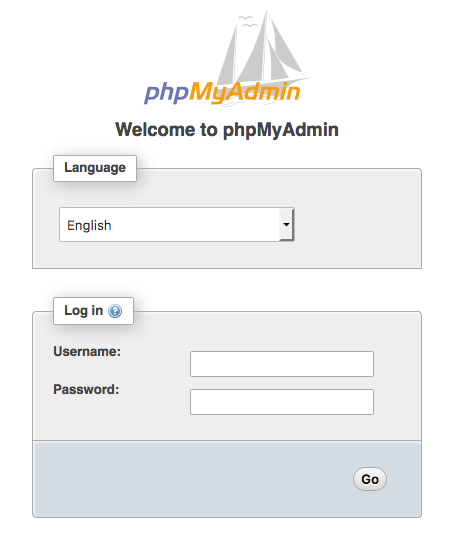 phpMyAdmin
Welcome to phpMyAdmin
Language
English
Log in
Username:
Password:
Go